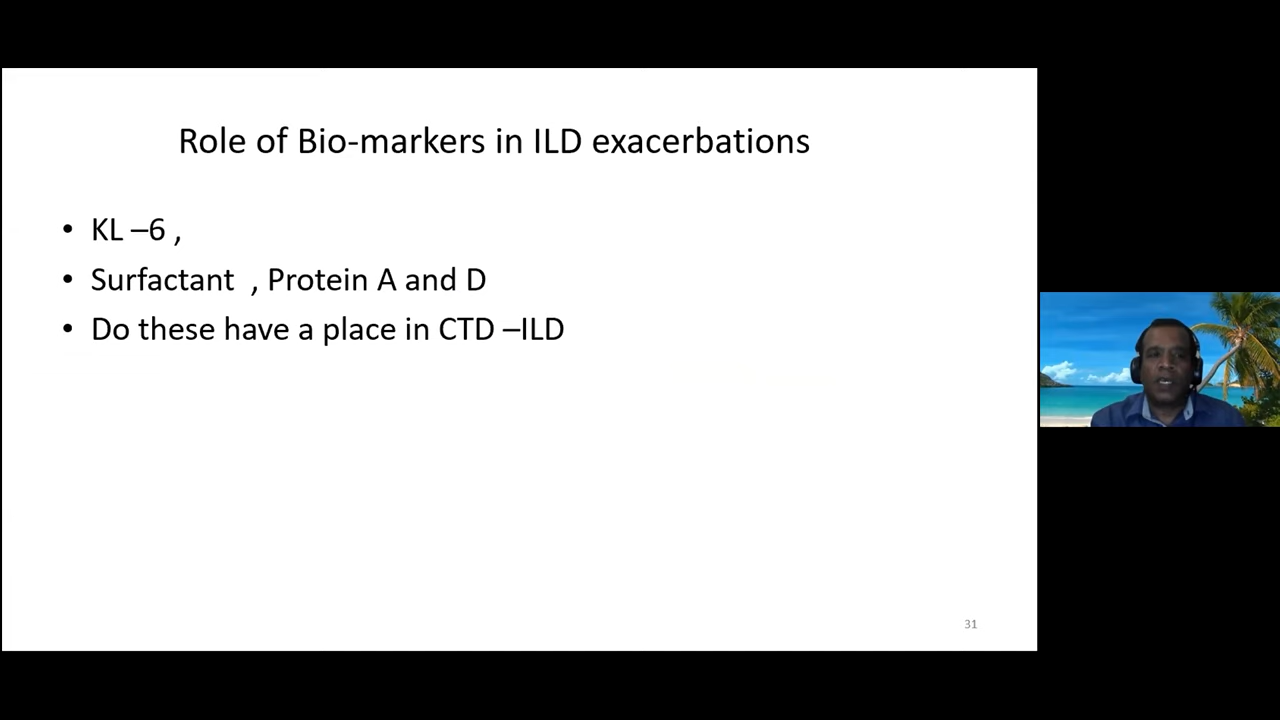 Role of Bio-markers in ILD exacerbations
• KL –6 ,
• Surfactant  , Protein A and D
• Do these have a place in CTD –ILD
31